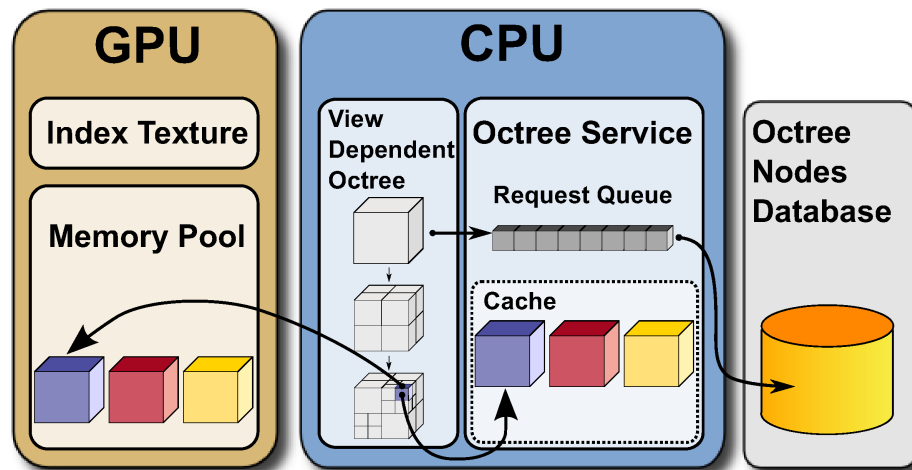 GPU
Index Texture
Memory Pool
CPU
View
Dependent
Octree
Octree Service
Request Queue
Cache
Octree
Nodes
Database